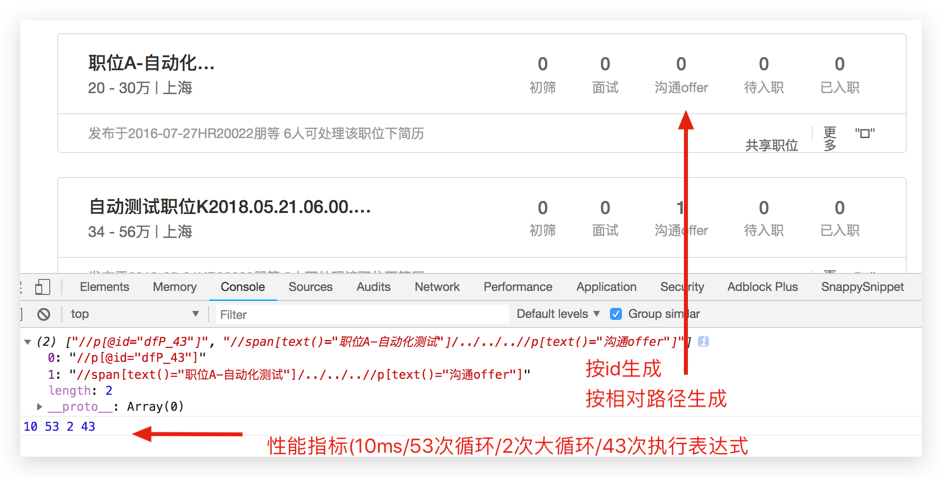 职位A-自动化…
0 0 0 0 0
20 - 30万 | 上海
初筛 面试 沟通offer 待入职 已入职
发布于2016-07-27HR20022朋等 6人可处理该职位下简历
共享职位
更
多
"口"
自动测试职位K2018.05.21.06.00.…
0 0 1 0 0
34 - 56万 | 上海
初筛 面试 沟通offer 待入职 已入职
Elements Memory Console Sources Audits Network Performance Application Security Adblock Plus SnappySnippet
top ▼ Filter Default levels ▼ Group similar
(2) ["//p[@id="dfP_43"]", "//span[text()="职位A-自动化测试"]/../../..//p[text()="沟通offer"]"] i
0: "//p[@id="dfP_43"]"
1: "//span[text()="职位A-自动化测试"]/../../..//p[text()="沟通offer"]"
length: 2
__proto__: Array(0)
按id生成
按相对路径生成
10 53 2 43
性能指标(10ms/53次循环/2次大循环/43次执行表达式